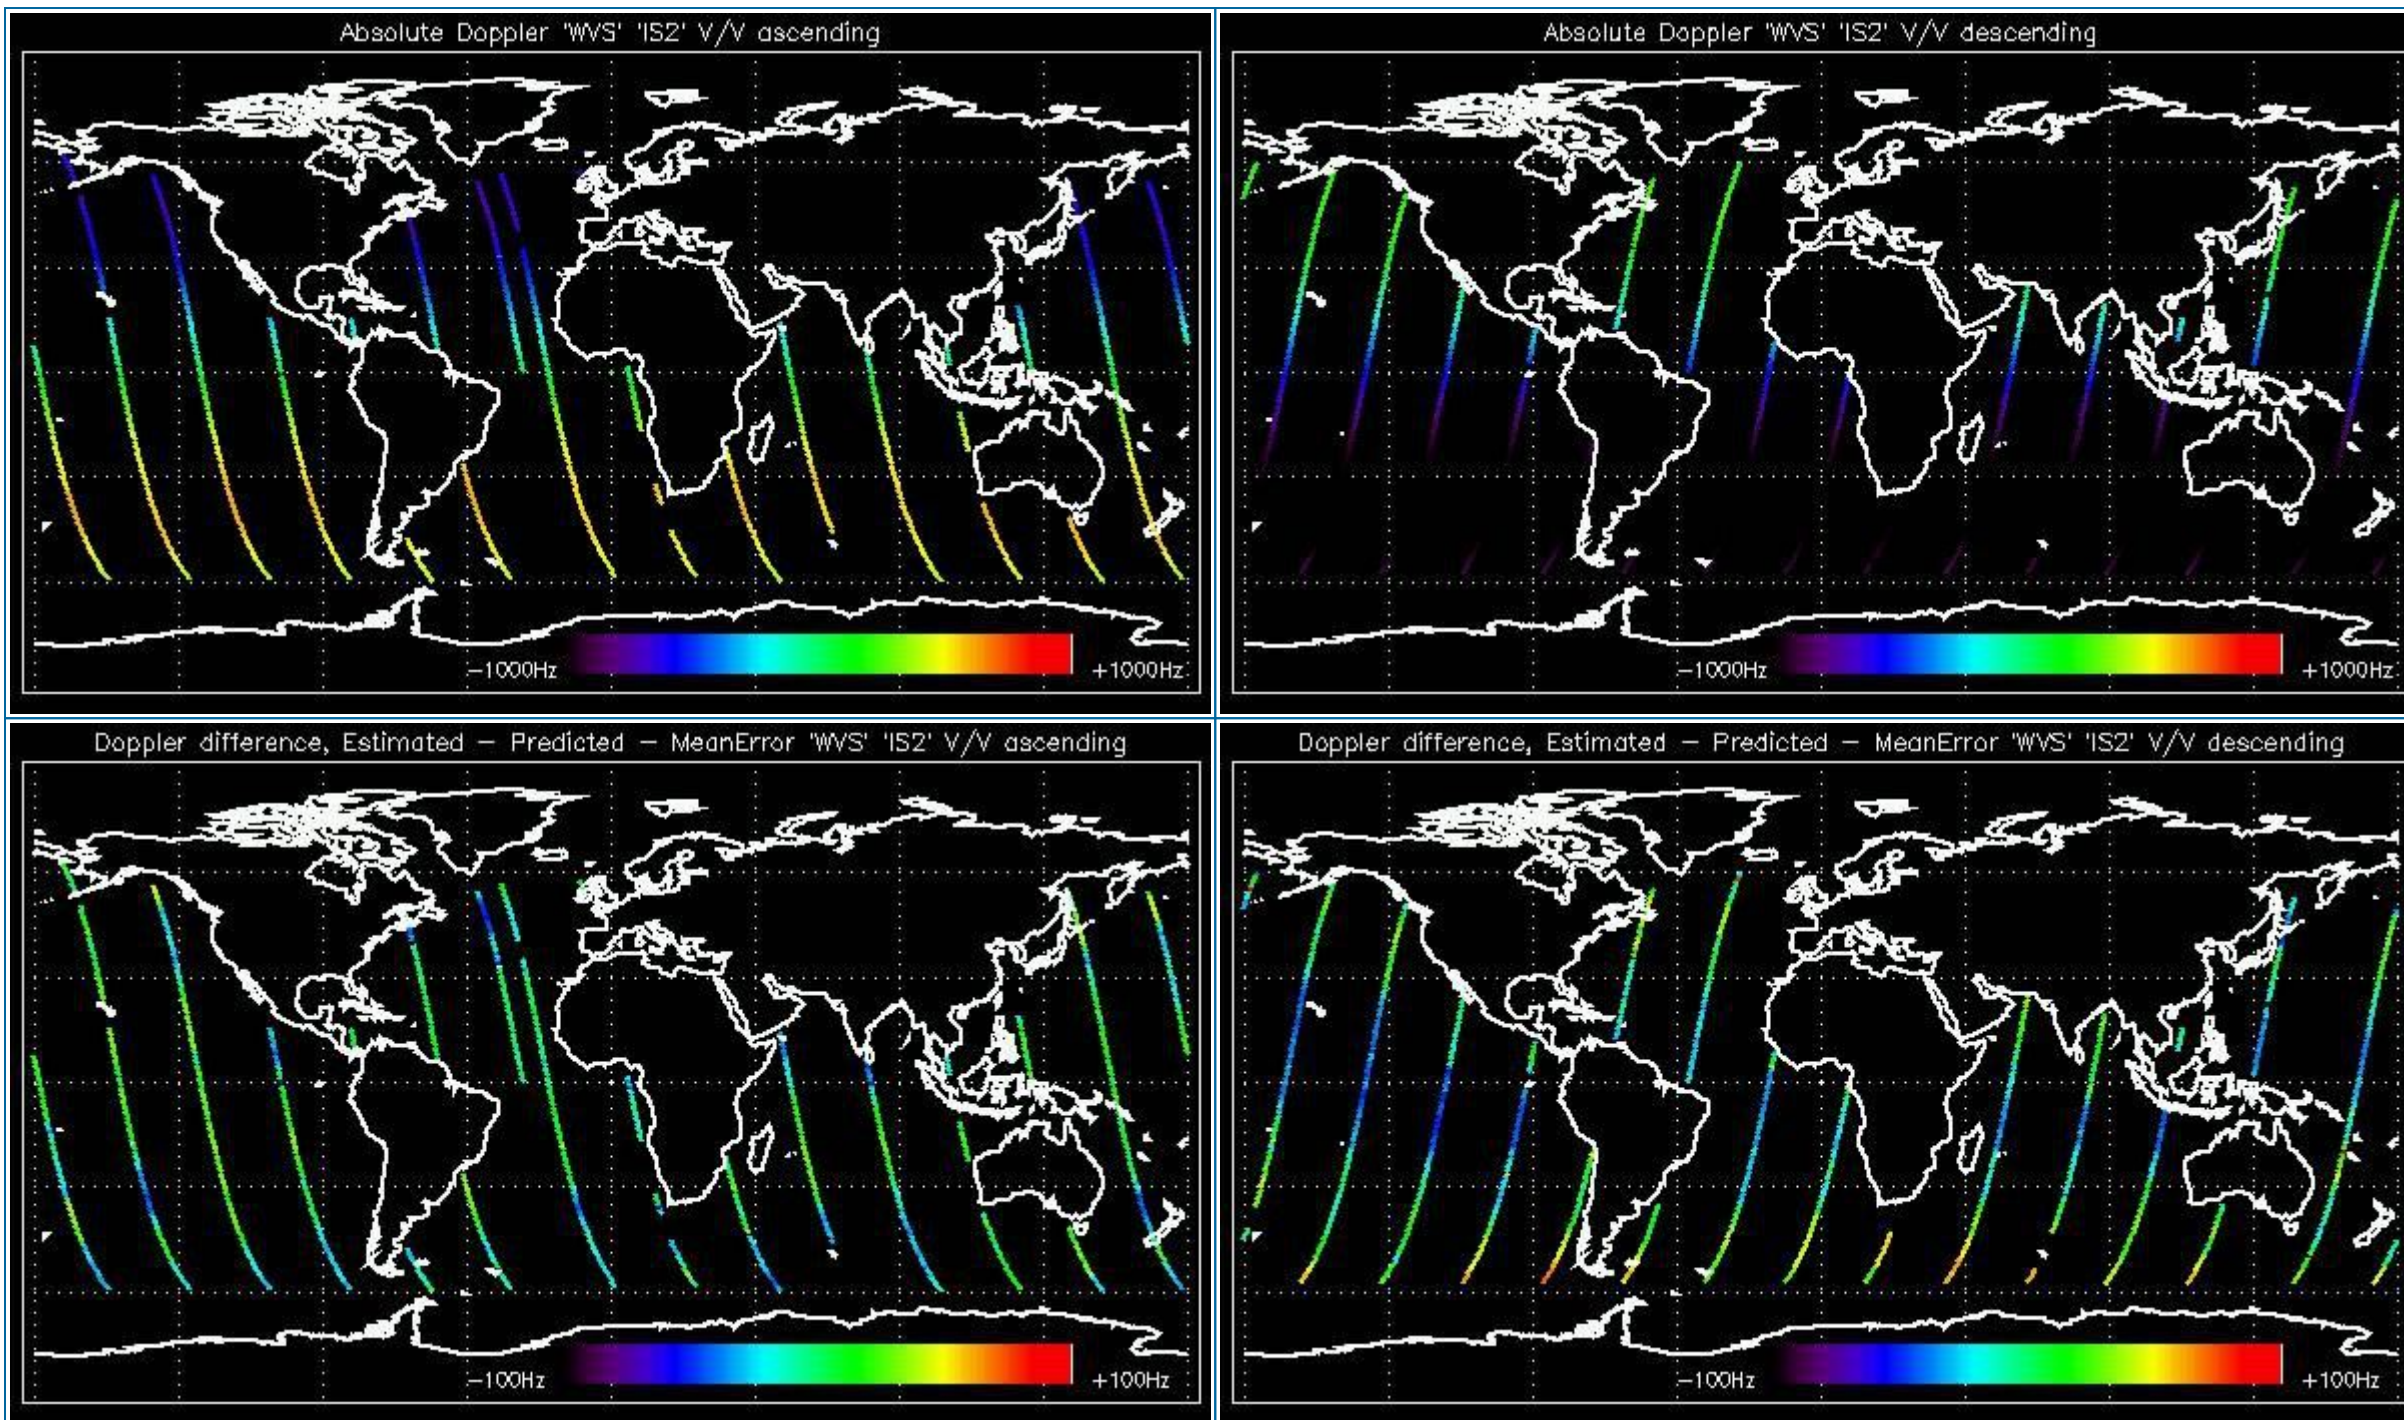 Absolute Doppler 'WVS' 'IS2' V/V ascending
-1000Hz +1000Hz
Absolute Doppler 'WVS' 'IS2' V/V descending
-1000Hz +1000Hz
Doppler difference, Estimated - Predicted - MeanError 'WVS' 'IS2' V/V ascending
-100Hz +100Hz
Doppler difference, Estimated - Predicted - MeanError 'WVS' 'IS2' V/V descending
-100Hz +100Hz